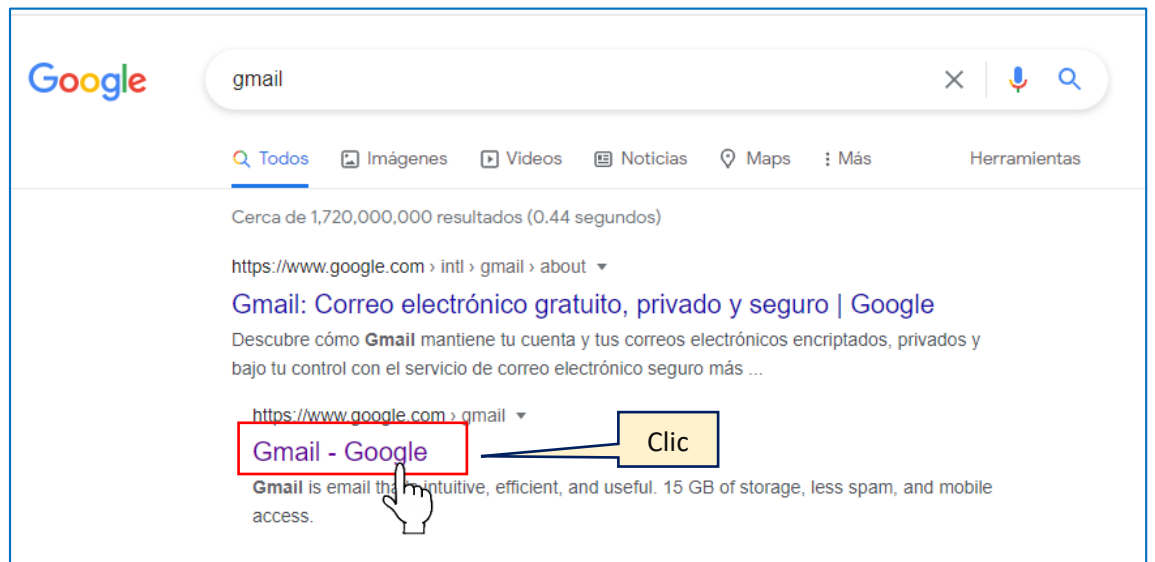 Google
gmail
Todos Imágenes Videos Noticias Maps Más Herramientas
Cerca de 1,720,000,000 resultados (0.44 segundos)
https://www.google.com › intl › gmail › about
Gmail: Correo electrónico gratuito, privado y seguro | Google
Descubre cómo Gmail mantiene tu cuenta y tus correos electrónicos encriptados, privados y
bajo tu control con el servicio de correo electrónico seguro más ...
https://www.google.com › gmail
Gmail - Google
Clic
Gmail is email that's intuitive, efficient, and useful. 15 GB of storage, less spam, and mobile
access.